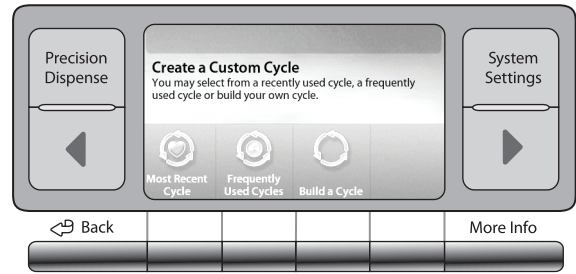 Precision
Dispense
Create a Custom Cycle
You may select from a recently used cycle, a frequently
used cycle or build your own cycle.
Most Recent
Cycle
Frequently
Used Cycles
Build a Cycle
System
Settings
Back
More Info